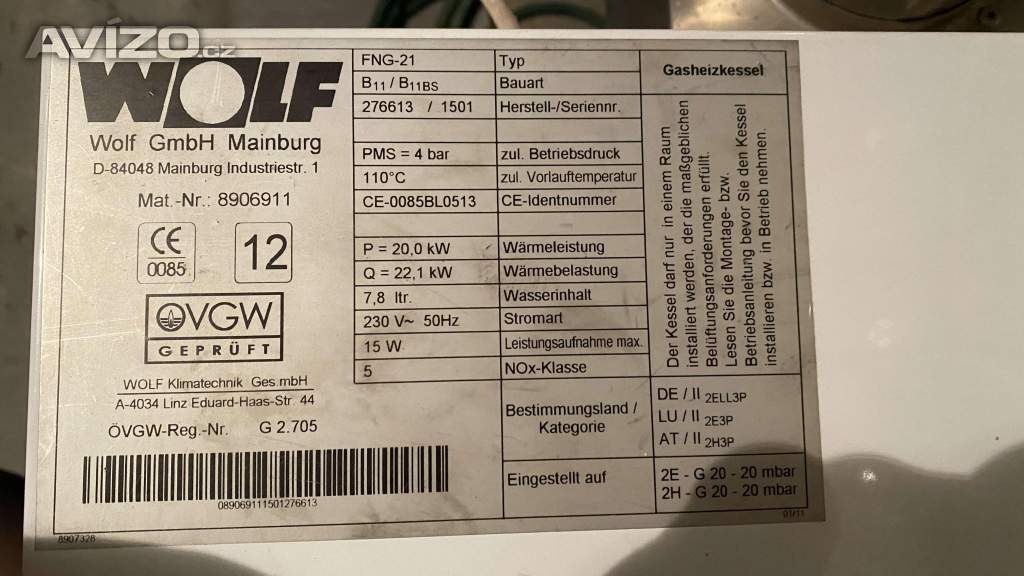 AVÍZO.cz
WOLF
Wolf GmbH Mainburg
D-84048 Mainburg Industriestr. 1
Mat.-Nr.: 8906911
CE
0085
12
ÖVGW
GEPRÜFT
WOLF Klimatechnik Ges.mbH
A-4034 Linz Eduard-Haas-Str. 44
ÖVGW-Reg.-Nr. G 2.705
089069111501276613
8907328
FNG-21 Typ
B11 / B11BS Bauart
276613 / 1501 Herstell-/Seriennr.
PMS = 4 bar zul. Betriebsdruck
110°C zul. Vorlauftemperatur
CE-0085BL0513 CE-Identnummer
P = 20,0 kW Wärmeleistung
Q = 22,1 kW Wärmebelastung
7,8 ltr. Wasserinhalt
230 V~ 50Hz Stromart
15 W Leistungsaufnahme max.
5 NOx-Klasse
Bestimmungsland /
Kategorie
DE / II 2ELL3P
LU / II 2E3P
AT / II 2H3P
Eingestellt auf
2E - G 20 - 20 mbar
2H - G 20 - 20 mbar
01/11
Gasheizkessel
Der Kessel darf nur in einem Raum
installiert werden, der die maßgeblichen
Belüftungsanforderungen erfüllt.
Lesen Sie die Montage- bzw.
Betriebsanleitung bevor Sie den Kessel
installieren bzw. in Betrieb nehmen.